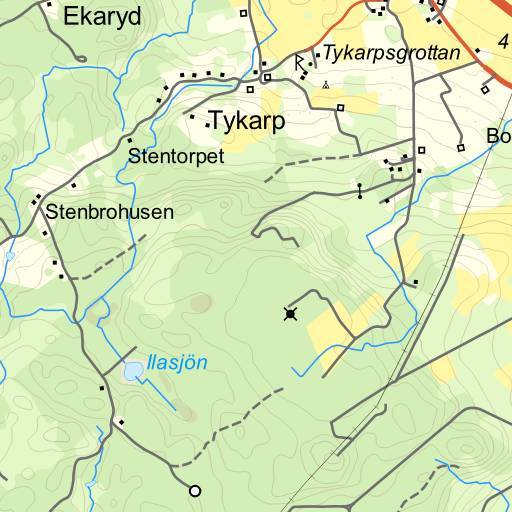 Ekaryd
4
Tykarpsgrottan
R
Tykarp
Bo
Stentorpet
Stenbrohusen
Ilasjön